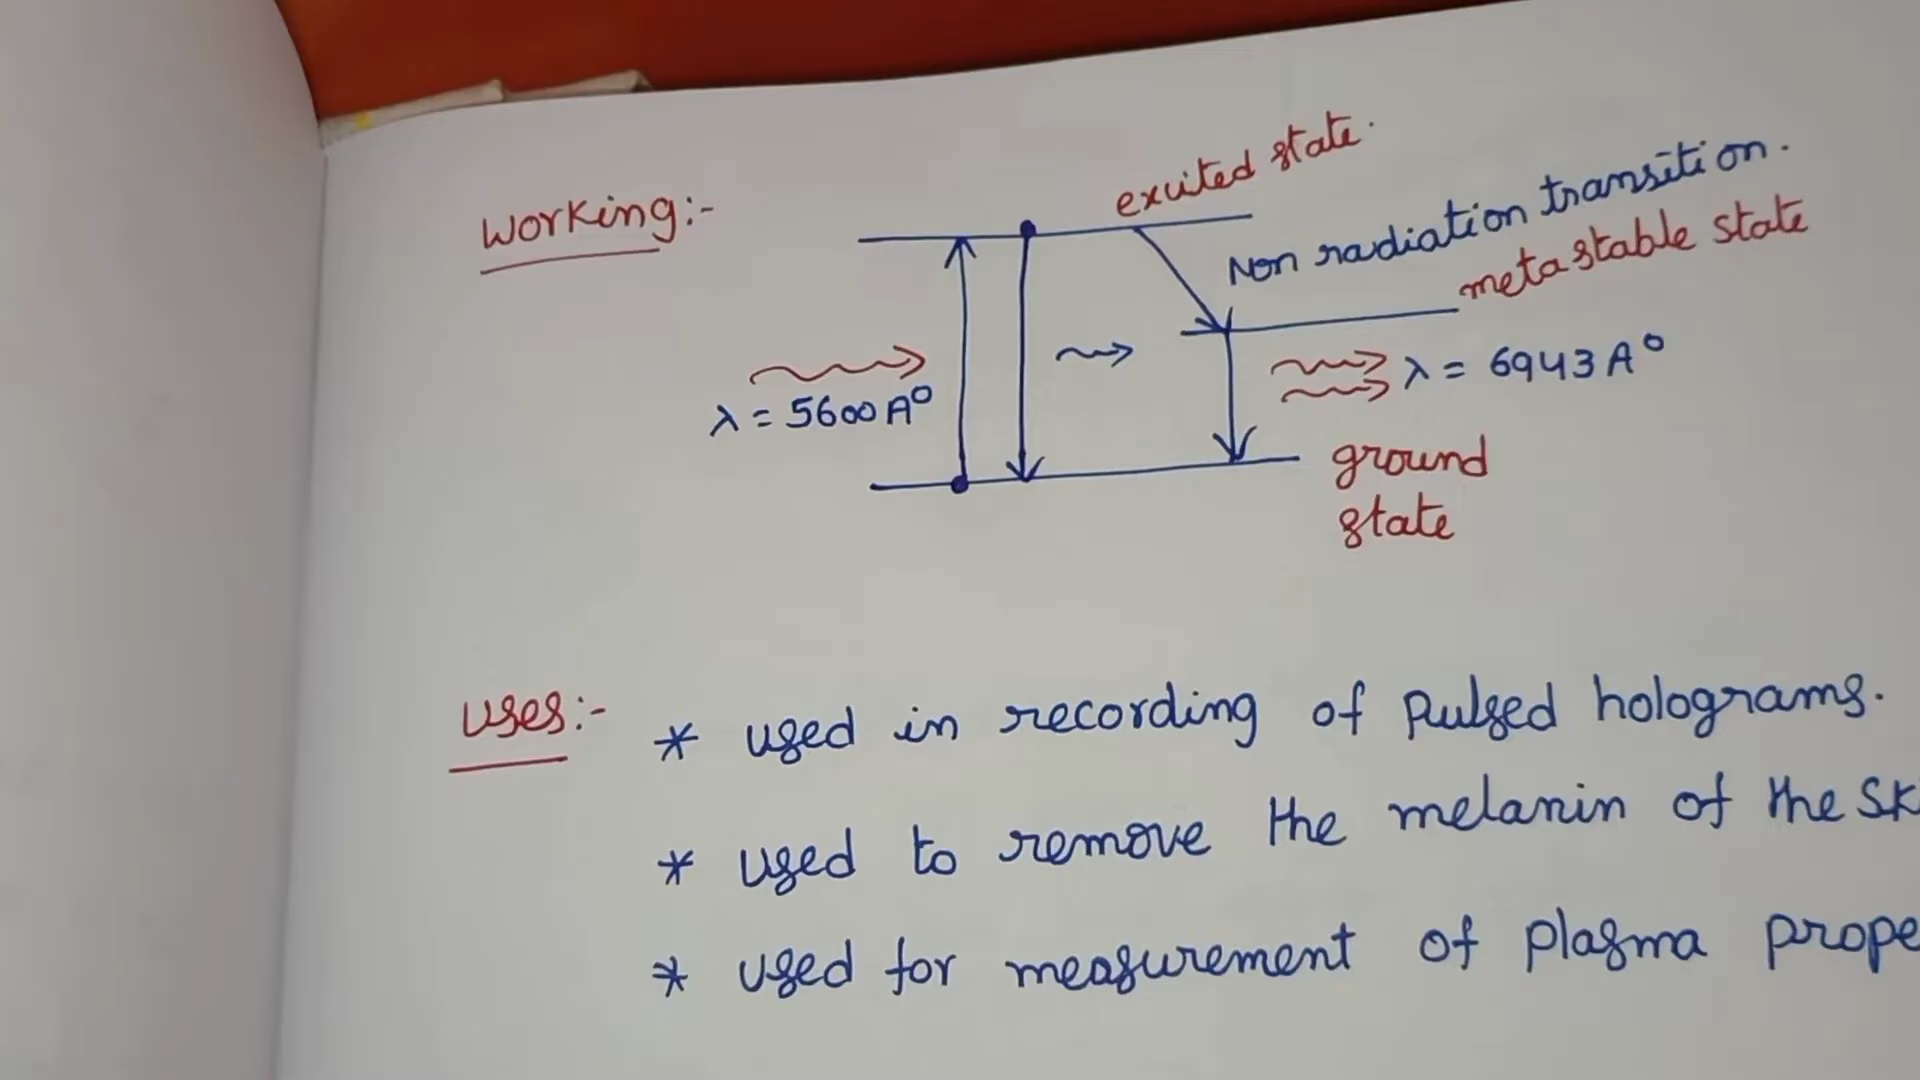 Working:-
excited state.
Non radiation transition.
metastable state
λ = 5600 A°
λ = 6943 A°
ground
state
Uses:-
* used in recording of pulsed holograms.
* used to remove the melanin of the
* used for measurement of plasma